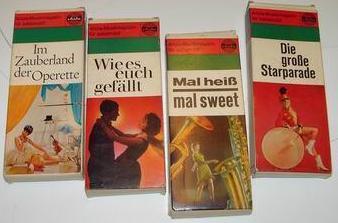 Im
Zauberland
der Operette
Wie es
euch
gefällt
Mal heiß
mal sweet
Die
große
Starparade